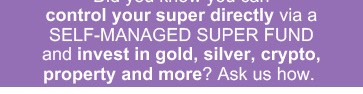 Did you know you can
control your super directly via a
SELF-MANAGED SUPER FUND
and invest in gold, silver, crypto,
property and more? Ask us how.